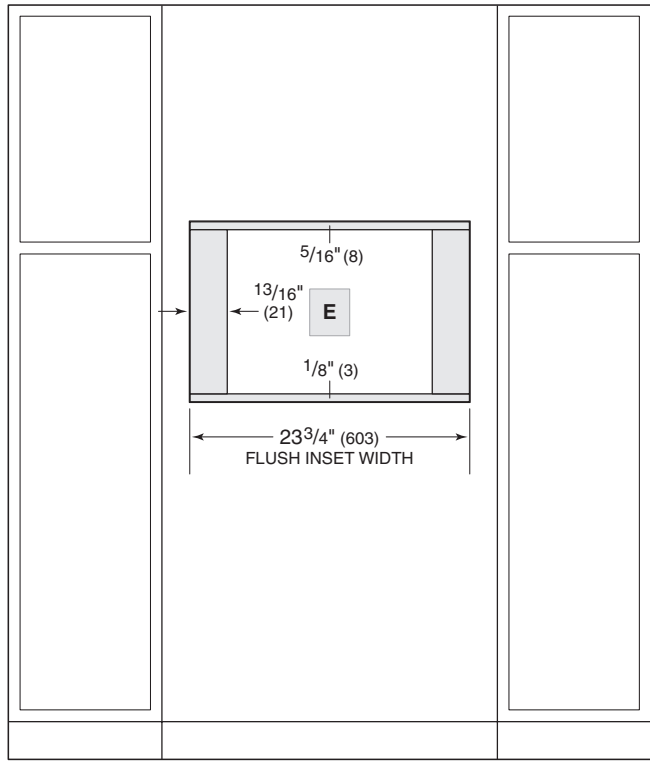 5/16" (8)
13/16"
(21)
E
1/8" (3)
23 3/4" (603)
FLUSH INSET WIDTH